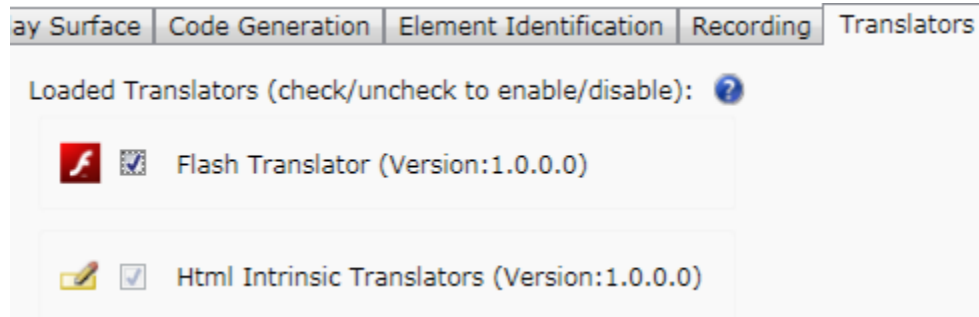 ay Surface Code Generation Element Identification Recording Translators
Loaded Translators (check/uncheck to enable/disable):
Flash Translator (Version:1.0.0.0)
Html Intrinsic Translators (Version:1.0.0.0)